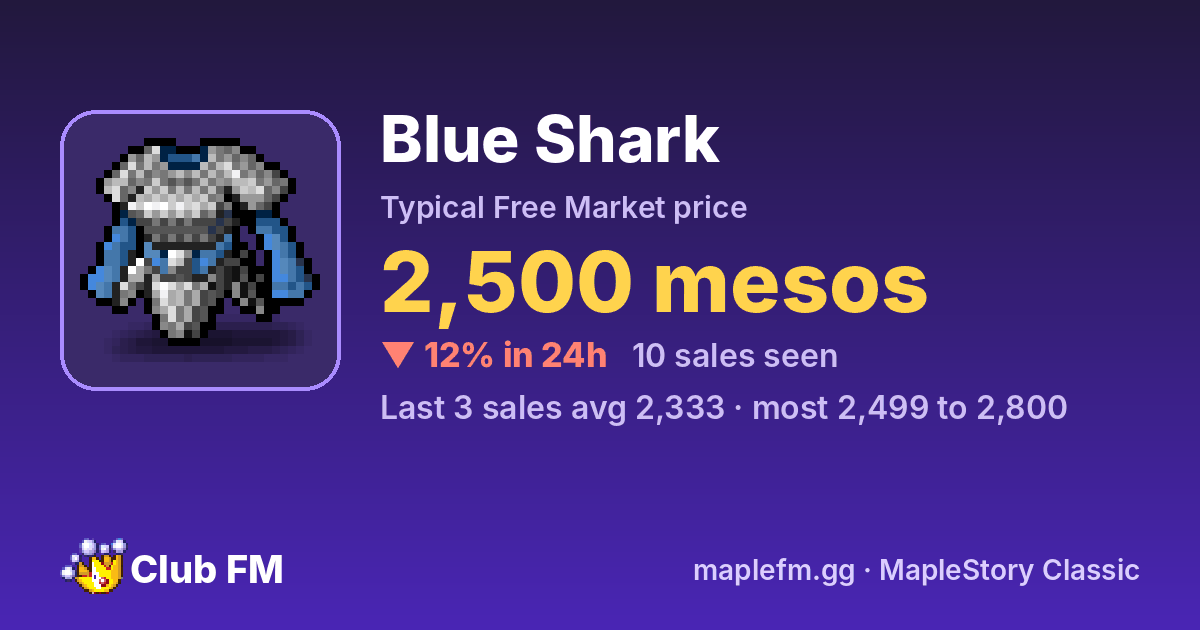 Blue Shark
Typical Free Market price
2,500 mesos
▼ 12% in 24h 10 sales seen
Last 3 sales avg 2,333 · most 2,499 to 2,800
Club FM
maplefm.gg · MapleStory Classic